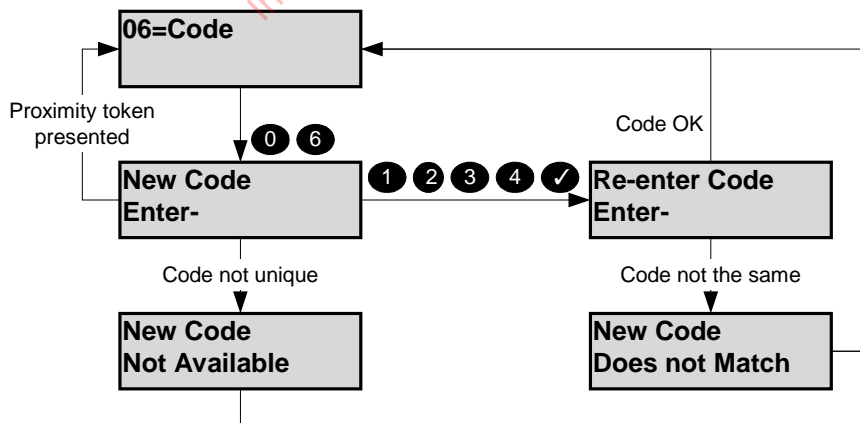 06=Code
Proximity token
presented
Code OK
0 6
New Code
Enter-
1 2 3 4 ✓
Re-enter Code
Enter-
Code not unique
Code not the same
New Code
Not Available
New Code
Does not Match